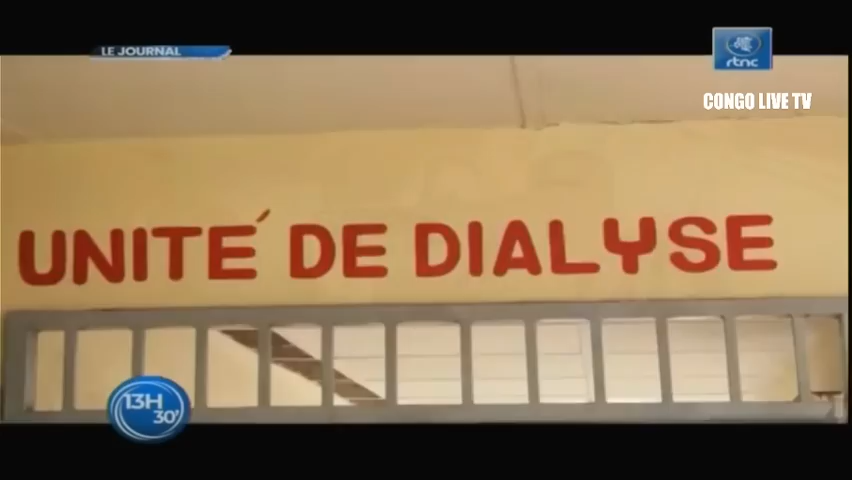 LE JOURNAL
rtnc
CONGO LIVE TV
UNITÉ DE DIALYSE
13H
30'